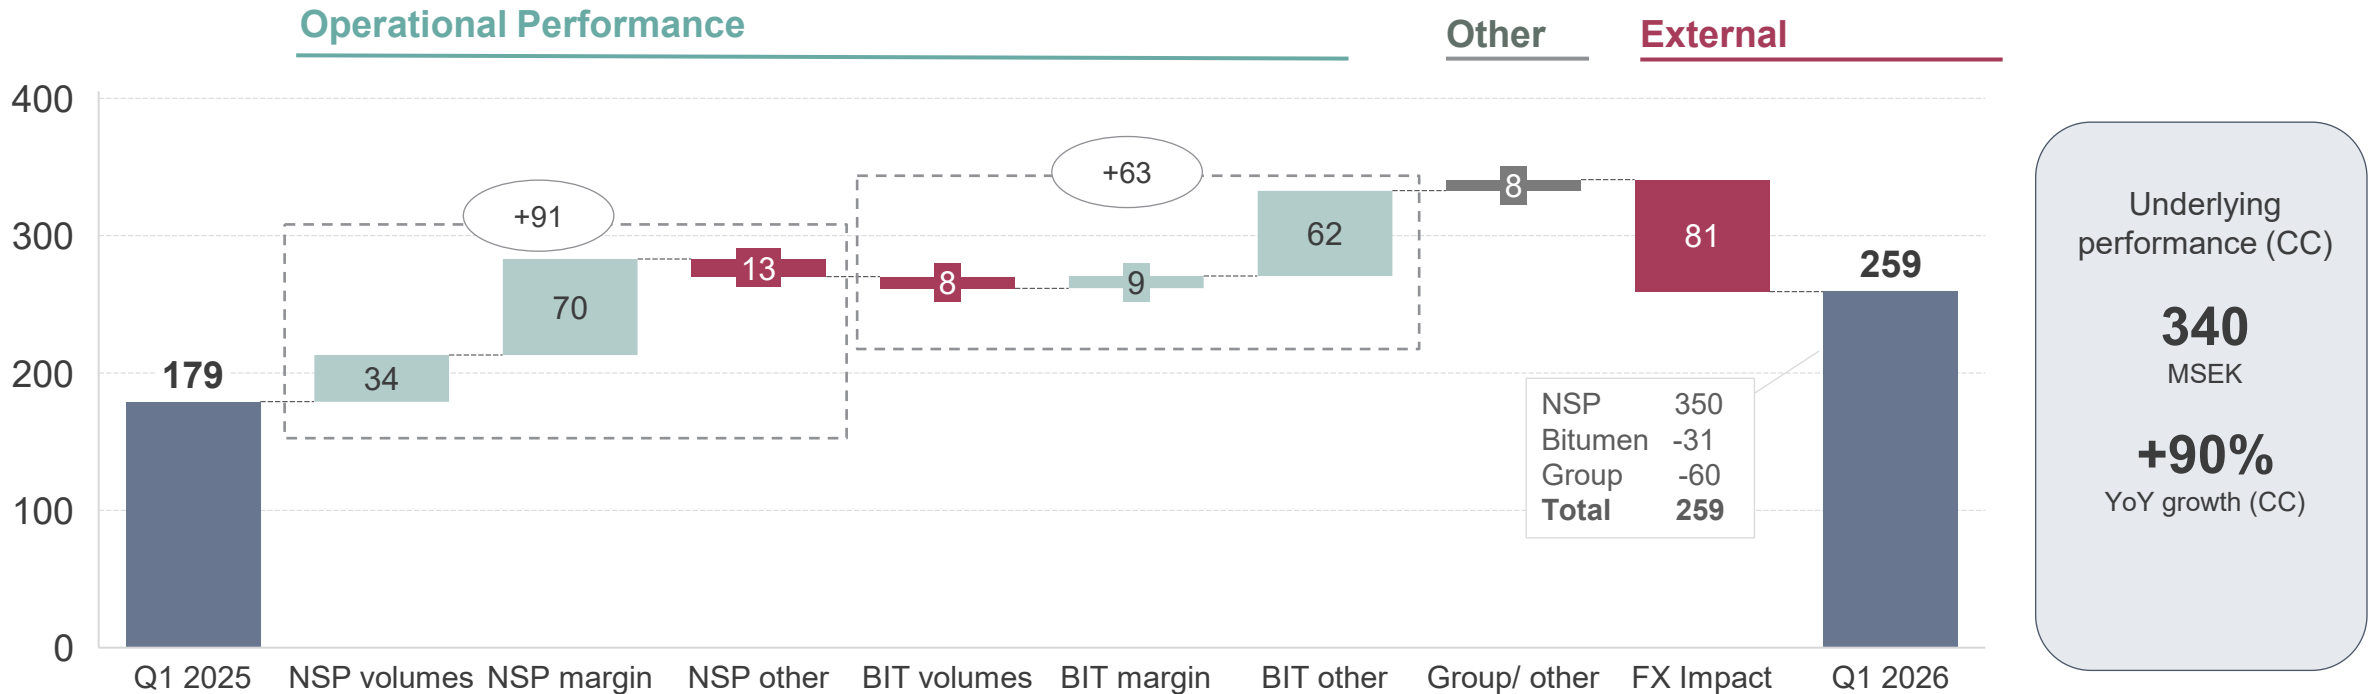 Operational Performance
Other
External
400
300
200
100
0
179
34
70
13
+91
8
9
62
+63
8
81
259
NSP 350
Bitumen -31
Group -60
Total 259
Q1 2025
NSP volumes
NSP margin
NSP other
BIT volumes
BIT margin
BIT other
Group/ other
FX Impact
Q1 2026
Underlying
performance (CC)
340
MSEK
+90%
YoY growth (CC)